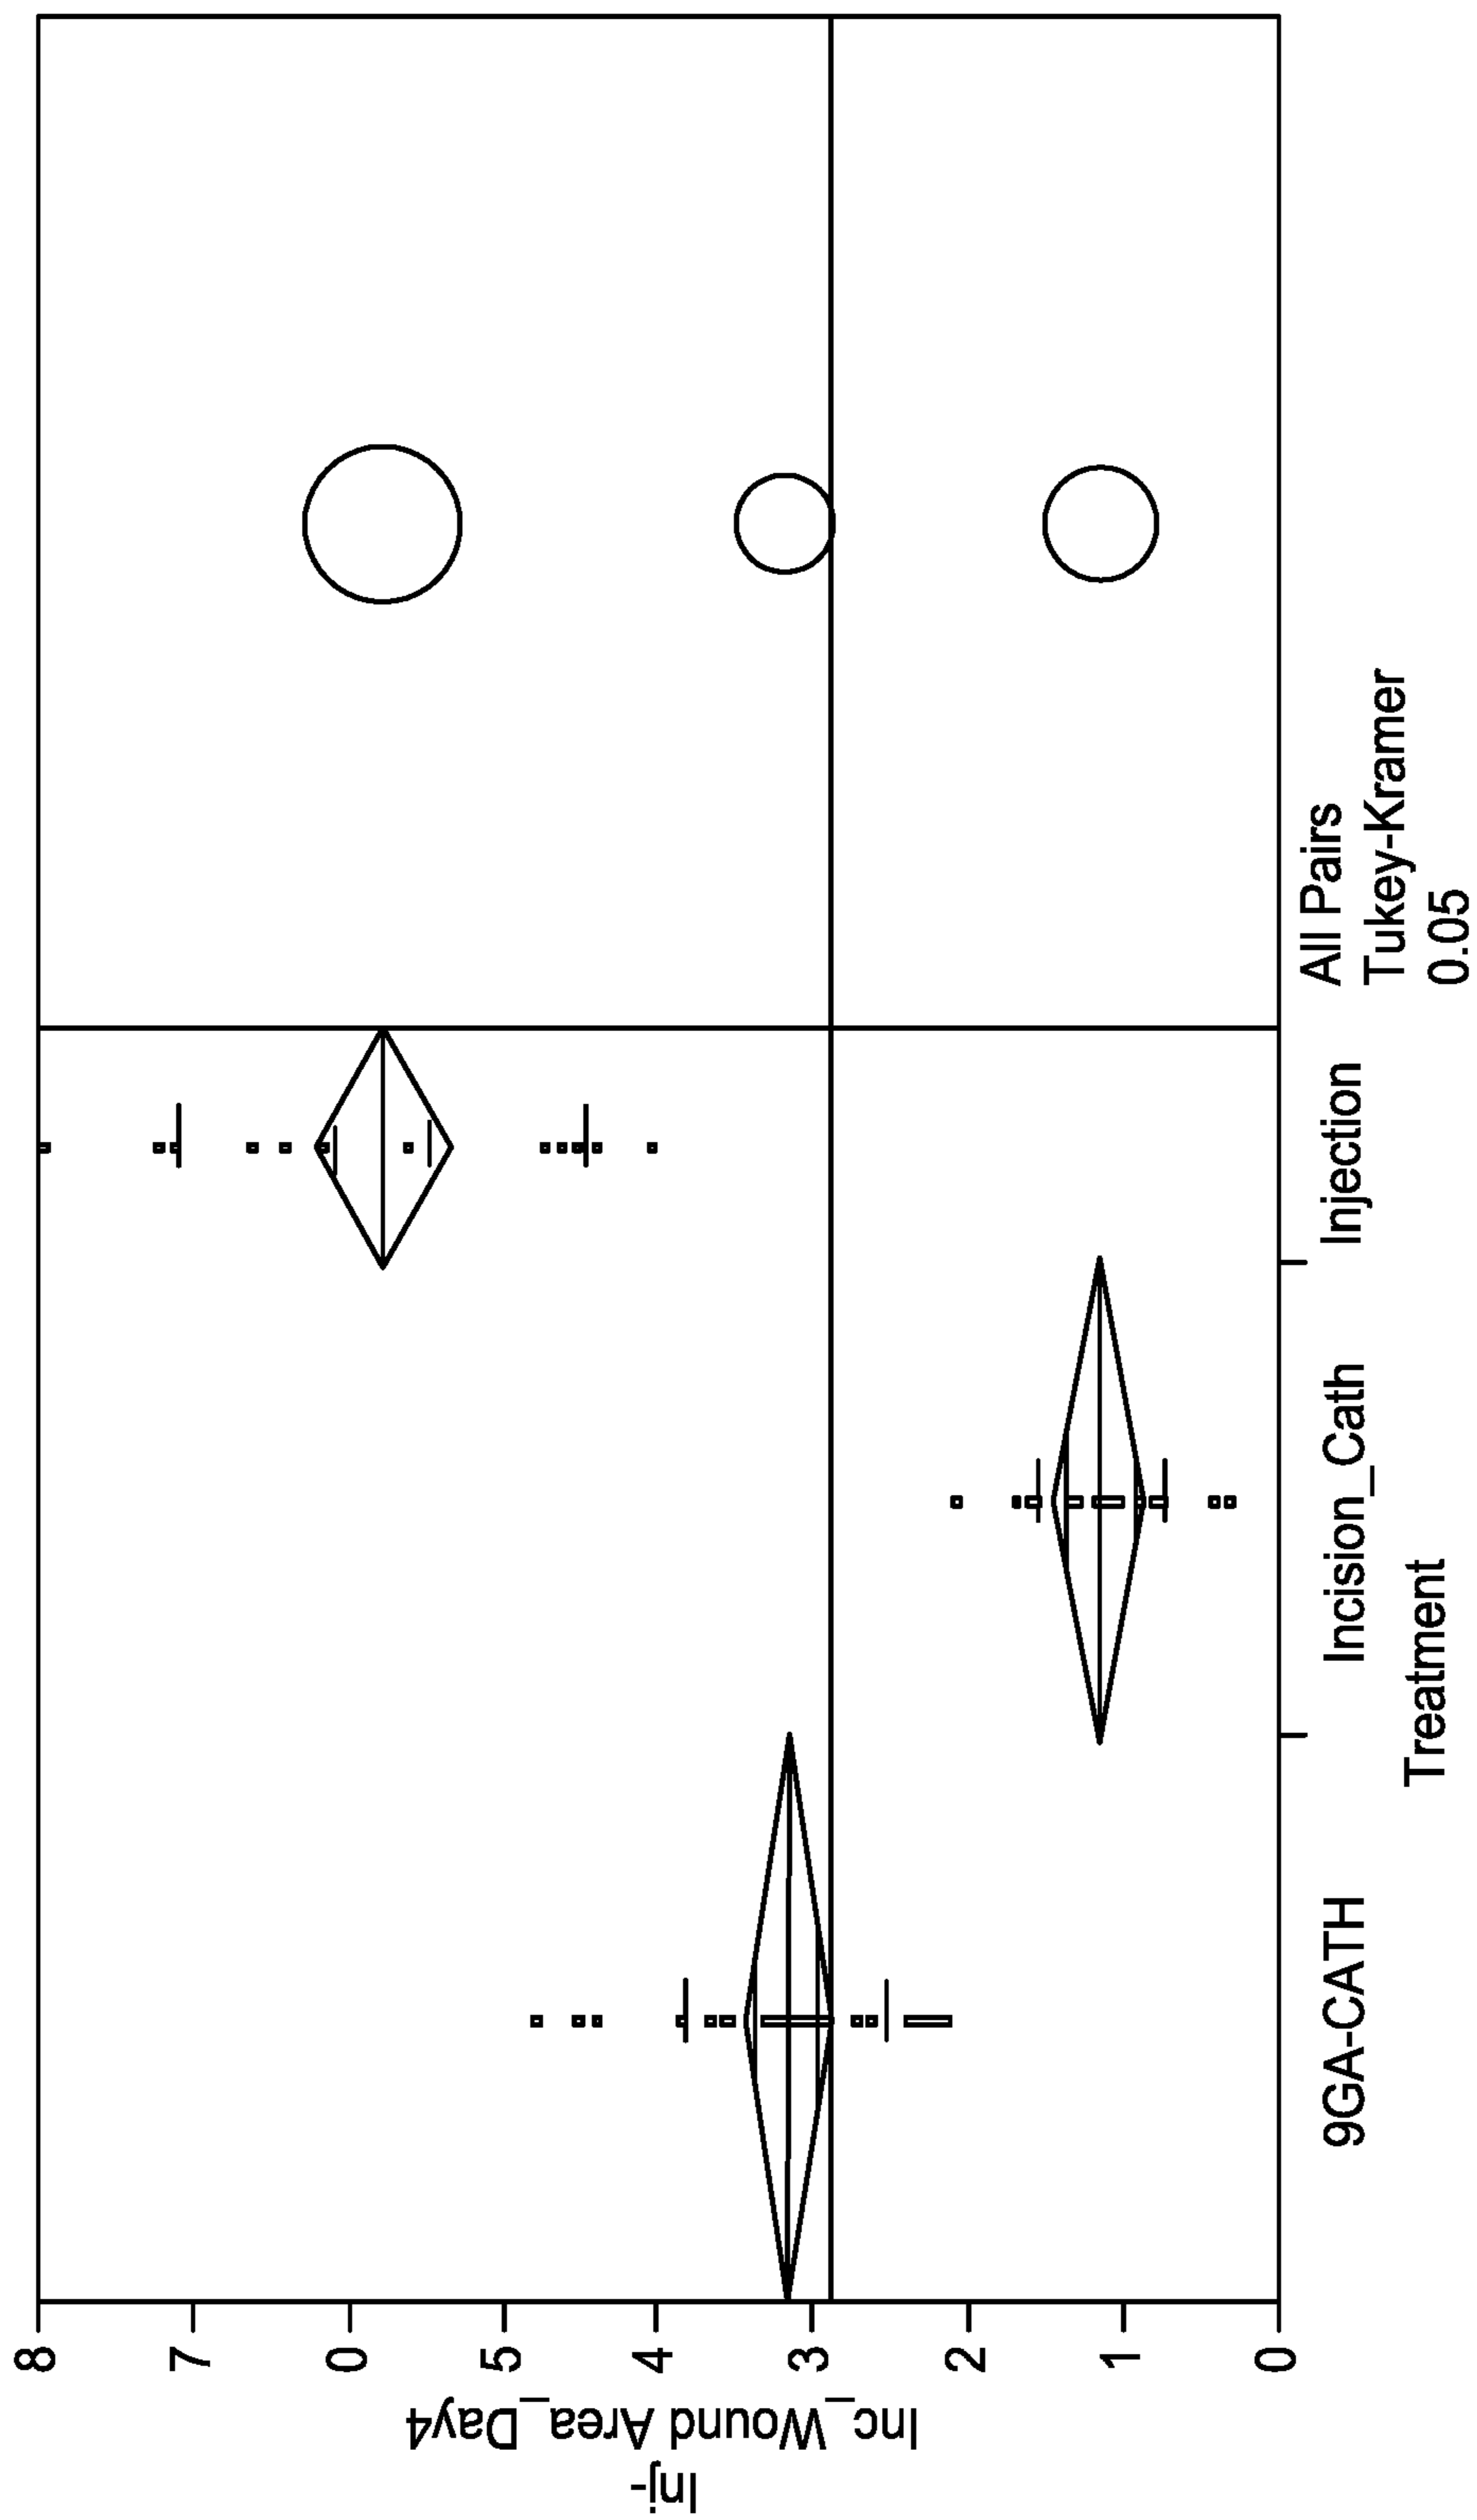 Inj-
Inc_Wound Area_Day4
8
7
0
5
4
3
2
1
0
9GA-CATH
Incision_Cath
Injection
Treatment
All Pairs
Tukey-Kramer
0.05